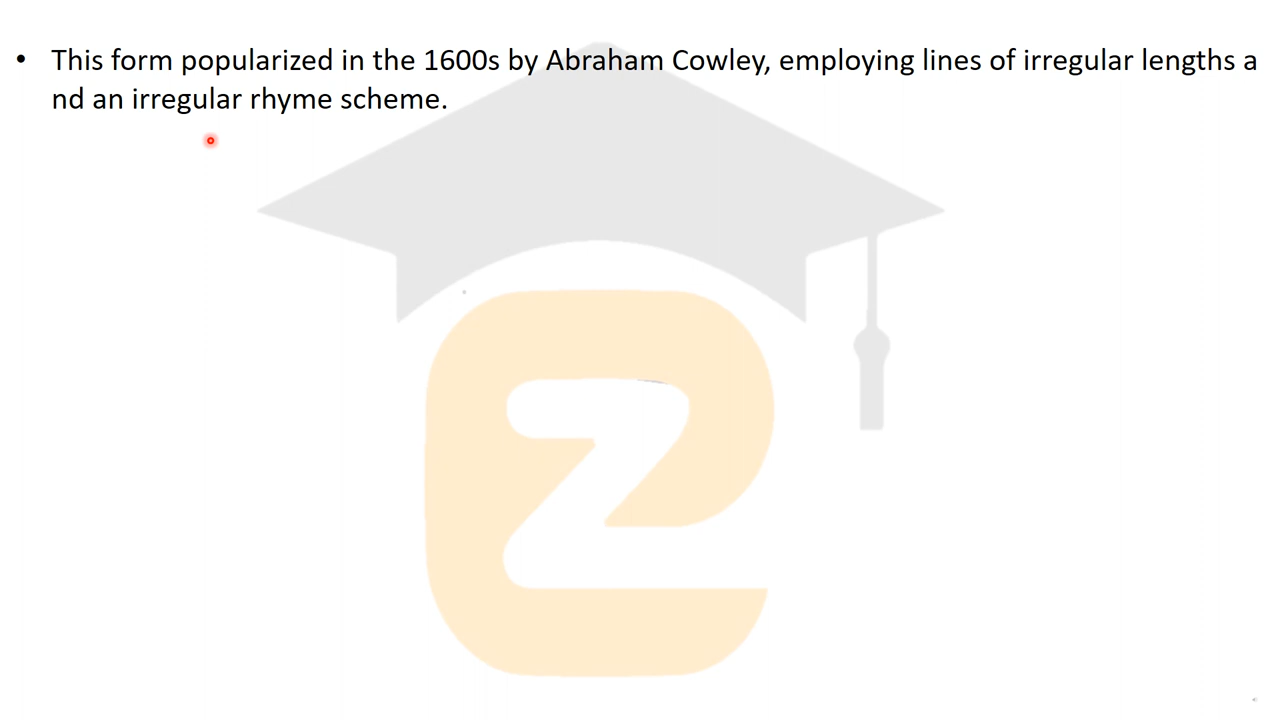 • This form popularized in the 1600s by Abraham Cowley, employing lines of irregular lengths a
nd an irregular rhyme scheme.